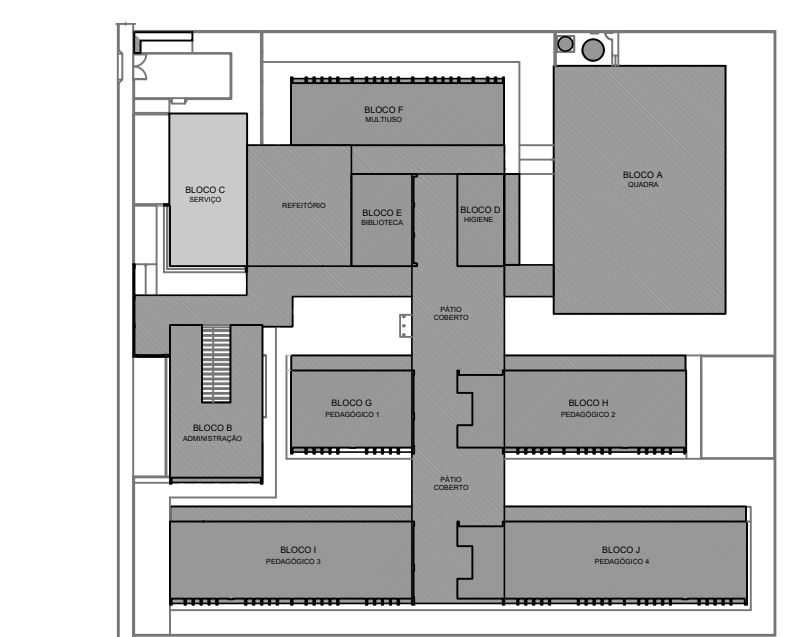 BLOCO F
MULTIUSO
BLOCO A
QUADRA
BLOCO C
SERVIÇO
REFEITÓRIO
BLOCO E
BIBLIOTECA
BLOCO D
HIGIENE
PÁTIO
COBERTO
BLOCO G
PEDAGÓGICO 1
BLOCO H
PEDAGÓGICO 2
BLOCO B
ADMINISTRAÇÃO
PÁTIO
COBERTO
BLOCO I
PEDAGÓGICO 3
BLOCO J
PEDAGÓGICO 4